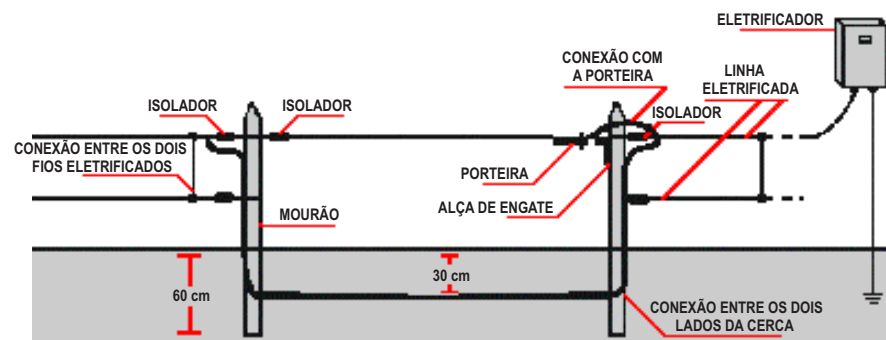 ELETRIFICADOR
CONEXÃO COM
A PORTEIRA
LINHA
ELETRIFICADA
ISOLADOR
ISOLADOR
ISOLADOR
CONEXÃO ENTRE OS DOIS
FIOS ELETRIFICADOS
PORTEIRA
ALÇA DE ENGATE
MOURÃO
60 cm
30 cm
CONEXÃO ENTRE OS DOIS
LADOS DA CERCA